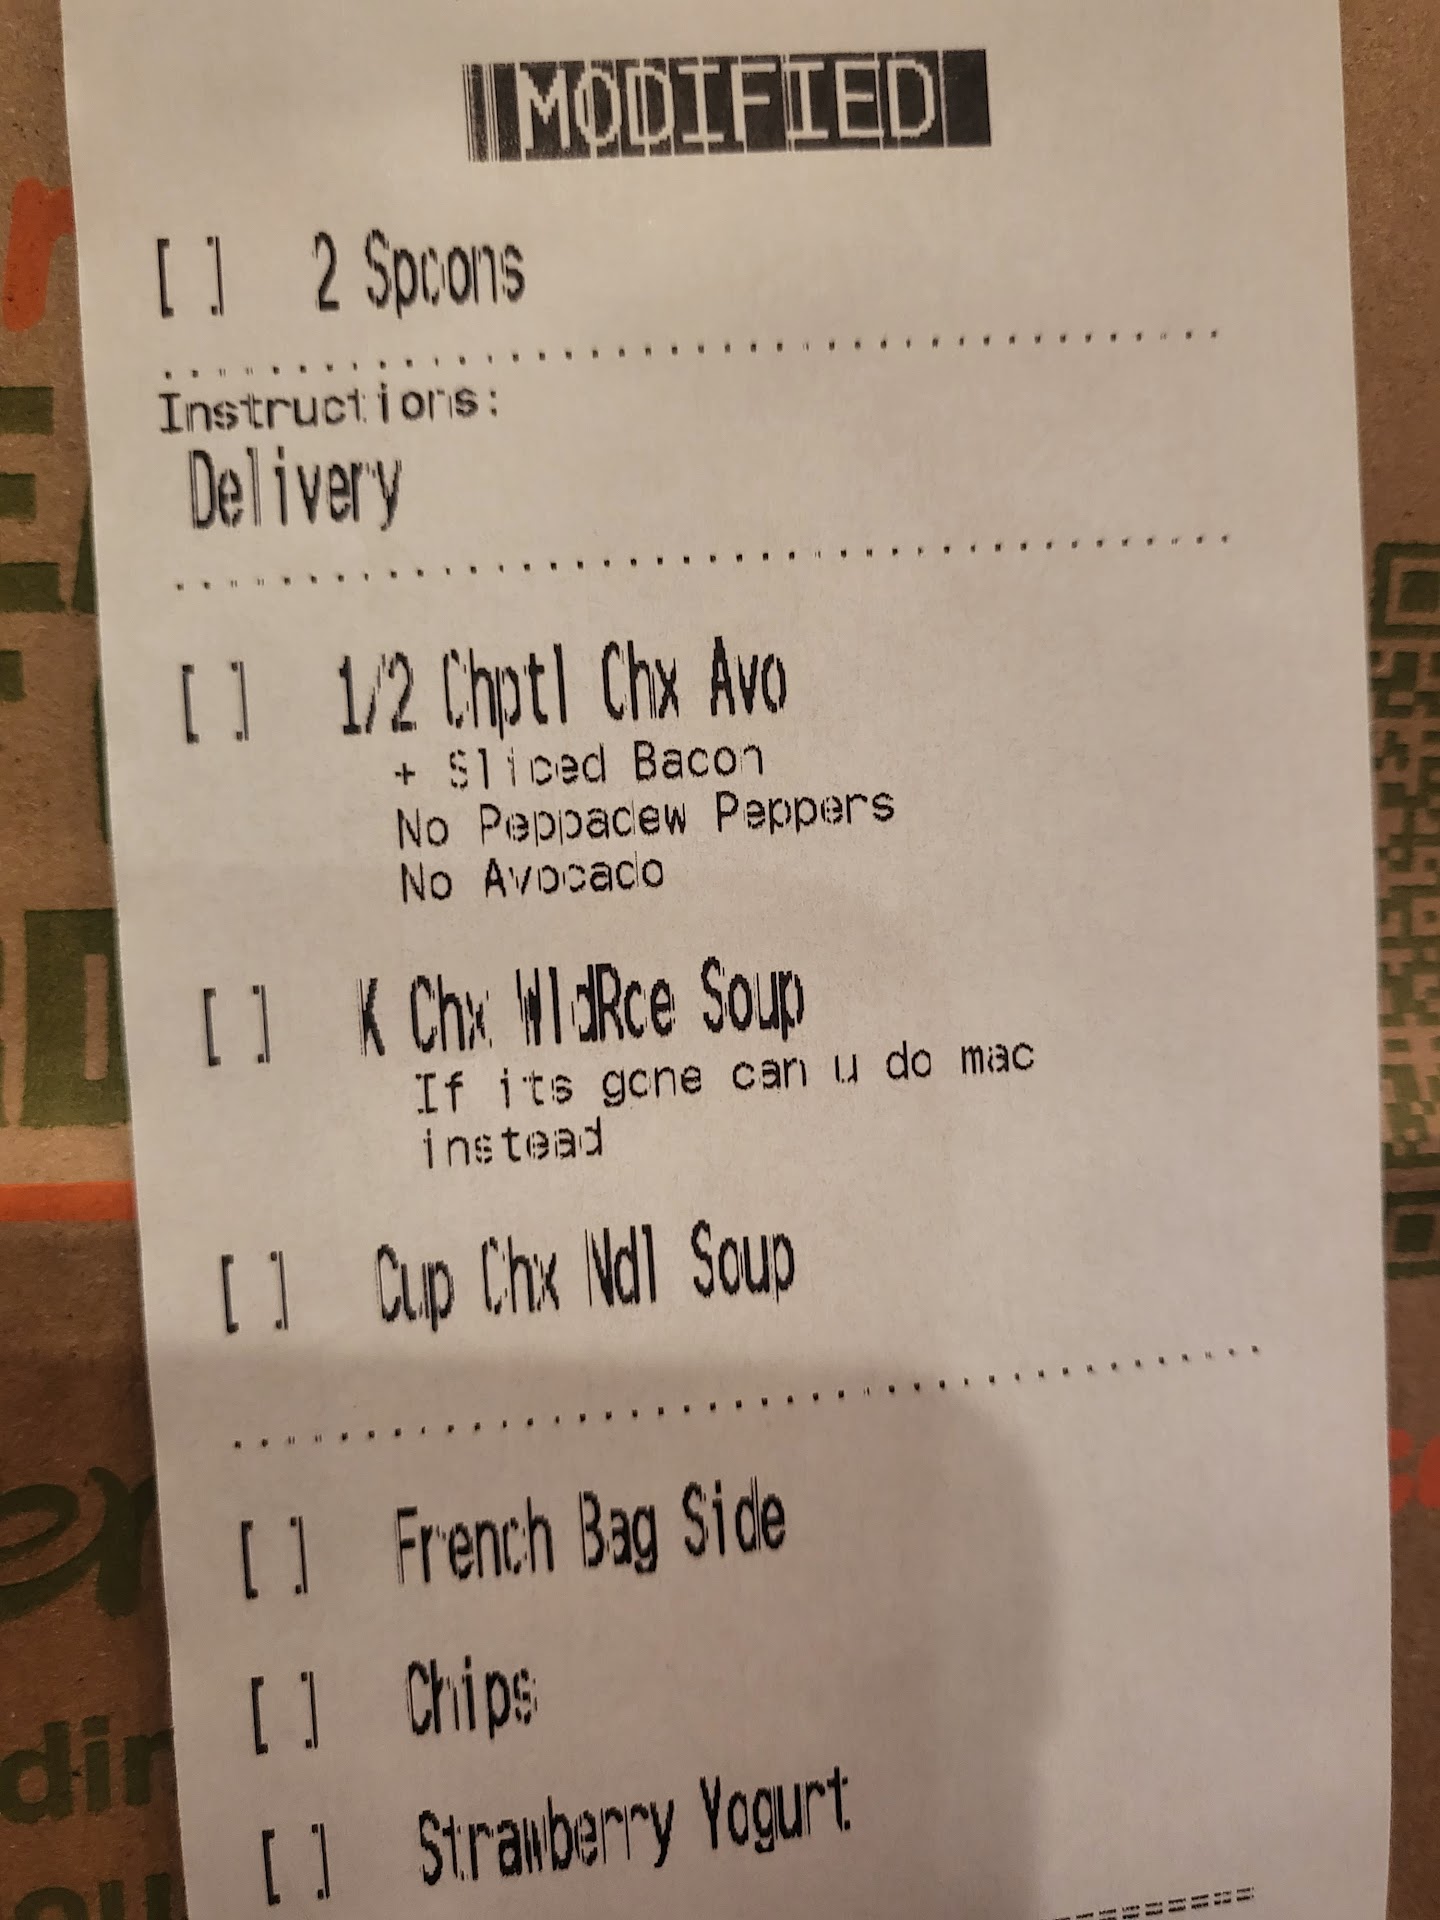 MODIFIED
[ ] 2 Spoons
Instructions:
Delivery
[ ] 1/2 Chptl Chx Avo
+ Sliced Bacon
No Peppadew Peppers
No Avocado
[ ] K Chx WldRce Soup
If its gone can u do mac
instead
[ ] Cup Chx Ndl Soup
[ ] French Bag Side
[ ] Chips
[ ] Strawberry Yogurt